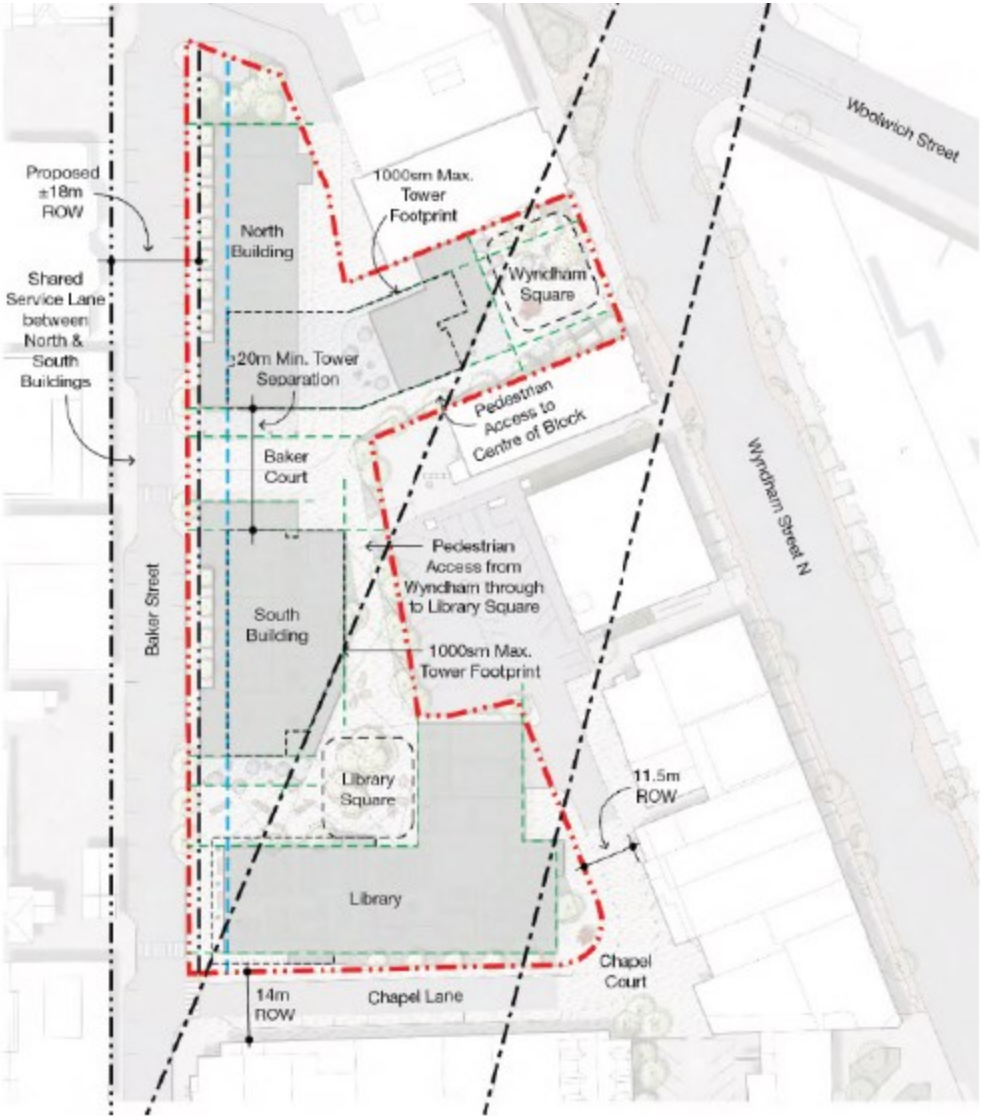 Woolwich Street
Proposed
±18m
ROW
1000sm Max.
Tower
Footprint
North
Building
Wyndham
Square
Shared
Service Lane
between
North &
South
Buildings
20m Min. Tower
Separation
Pedestrian
Access to
Centre of Block
Baker
Court
Wyndham Street N
Pedestrian
Access from
Wyndham through
to Library Square
Baker Street
South
Building
1000sm Max.
Tower Footprint
Library
Square
11.5m
ROW
Library
Chapel
Court
14m
ROW
Chapel Lane